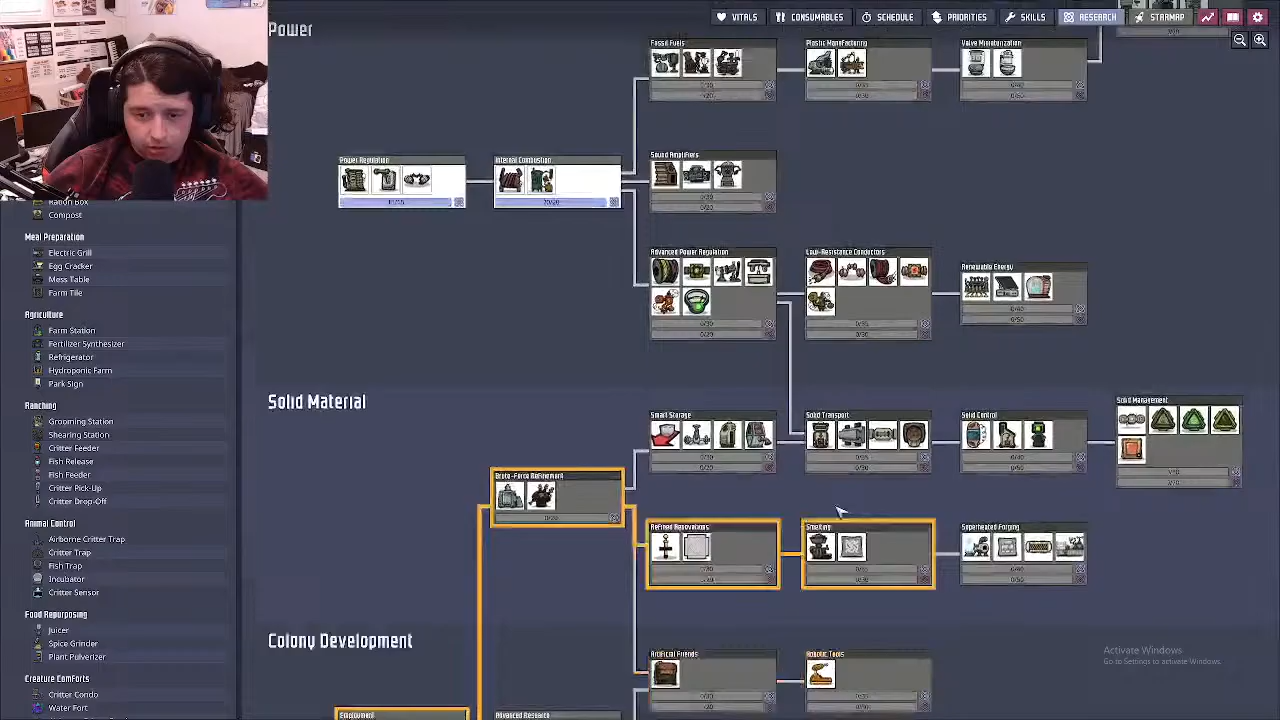 VITALS
CONSUMABLES
SCHEDULE
PRIORITIES
SKILLS
RESEARCH
STARMAP
Power
Fossil Fuels
Plastic Manufacturing
Valve Miniaturization
Power Regulation
Internal Combustion
Sound Amplifiers
Advanced Power Regulation
Low-Resistance Conductors
Renewable Energy
Solid Material
Small Storage
Solid Transport
Solid Control
Solid Management
Brute-Force Refinement
Refined Renovations
Smelting
Superheated Forging
Colony Development
Artificial Friends
Robotic Tools
Employment
Advanced Research
Ration Box
Compost
Meal Preparation
Electric Grill
Egg Cracker
Mess Table
Farm Tile
Agriculture
Farm Station
Fertilizer Synthesizer
Refrigerator
Hydroponic Farm
Park Sign
Ranching
Grooming Station
Shearing Station
Critter Feeder
Fish Release
Fish Feeder
Critter Pick-Up
Critter Drop-Off
Animal Control
Airborne Critter Trap
Critter Trap
Fish Trap
Incubator
Critter Sensor
Food Repurposing
Juicer
Spice Grinder
Plant Pulverizer
Creature Comforts
Critter Condo
Water Fort
Activate Windows
Go to Settings to activate Windows.